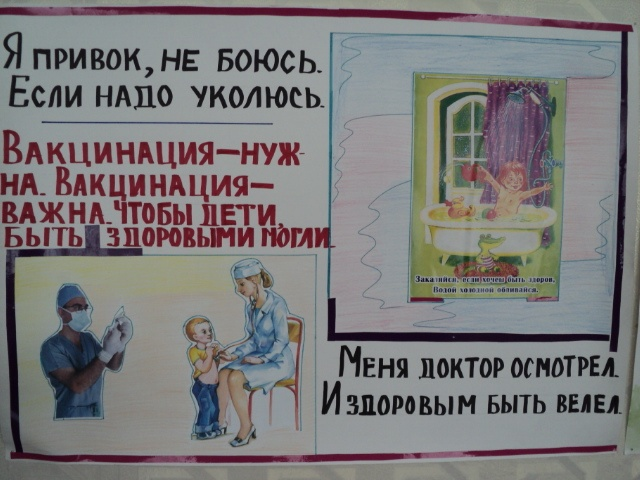 Я ПРИВОК, НЕ БОЮСЬ.
ЕСЛИ НАДО УКОЛЮСЬ.
ВАКЦИНАЦИЯ—НУЖ-
НА. ВАКЦИНАЦИЯ—
ВАЖНА. ЧТОБЫ ДЕТИ,
БЫТЬ ЗДОРОВЫМИ МОГЛИ.
Закаляйся, если хочешь быть здоров.
Водой холодной обливайся.
МЕНЯ ДОКТОР ОСМОТРЕЛ.
И ЗДОРОВЫМ БЫТЬ ВЕЛЕЛ.